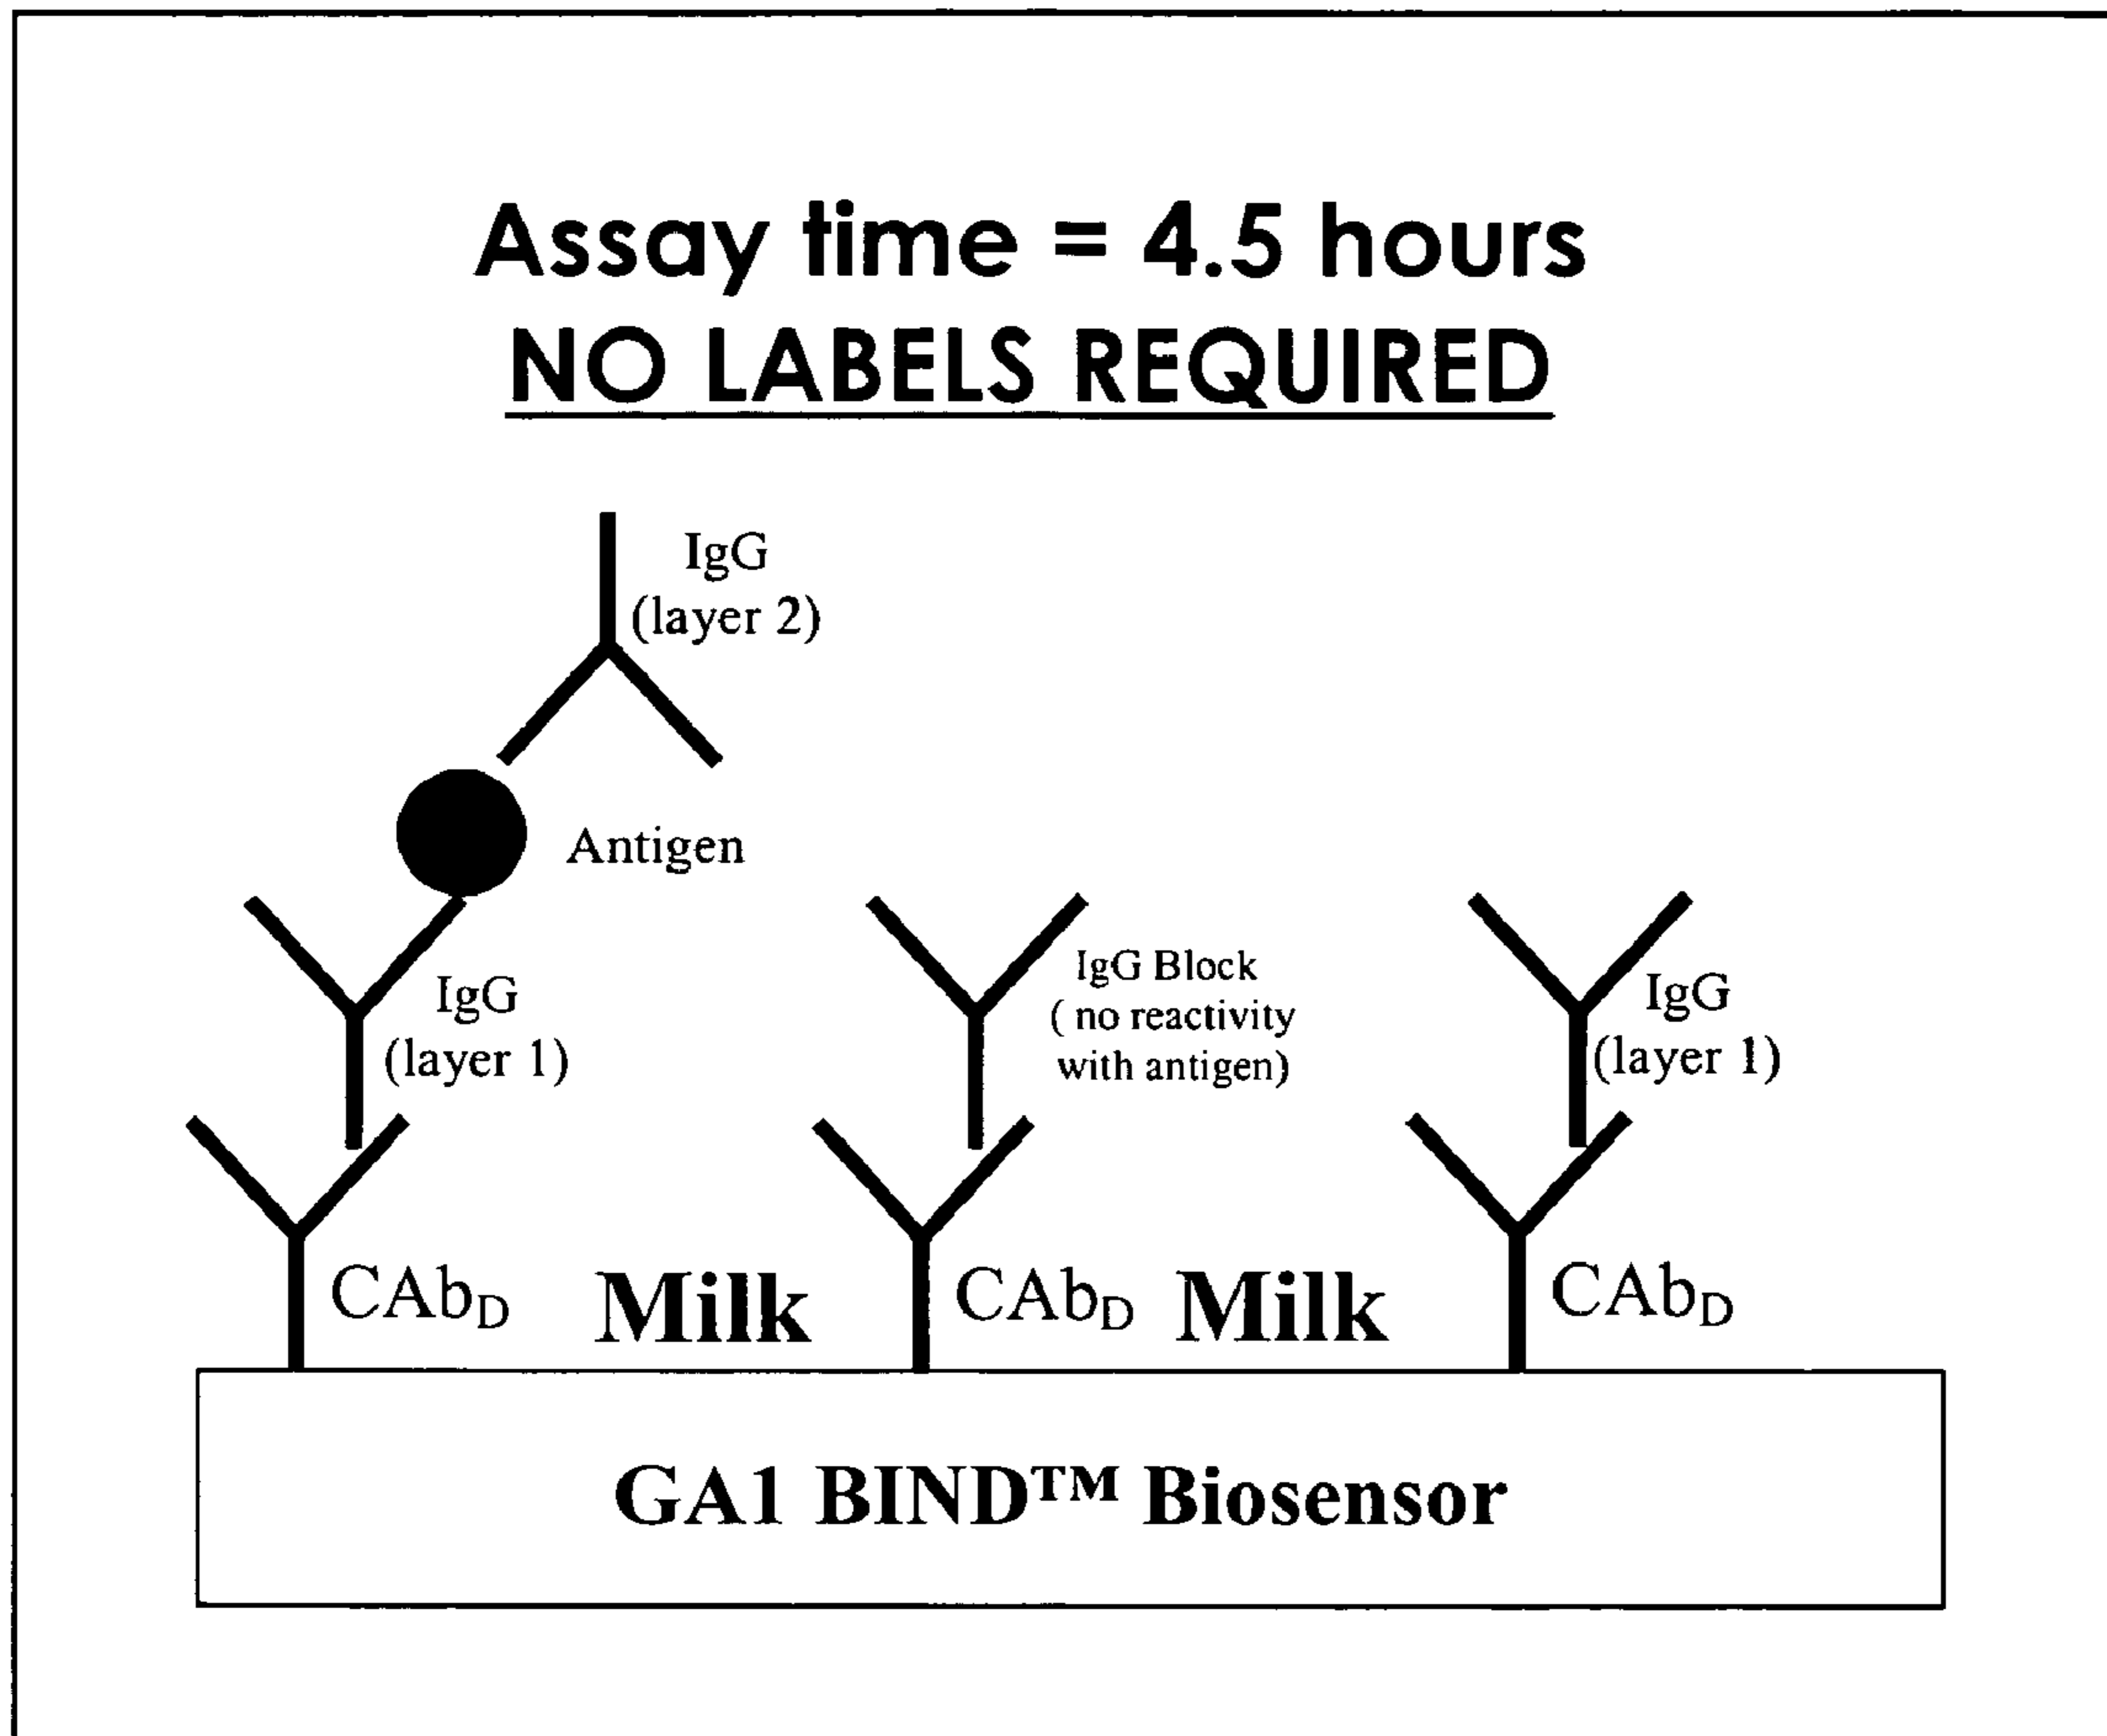 Assay time = 4.5 hours
NO LABELS REQUIRED
IgG
(layer 2)
Antigen
IgG
(layer 1)
IgG Block
( no reactivity
with antigen)
IgG
(layer 1)
CAbD
Milk
CAbD
Milk
CAbD
GA1 BIND™ Biosensor